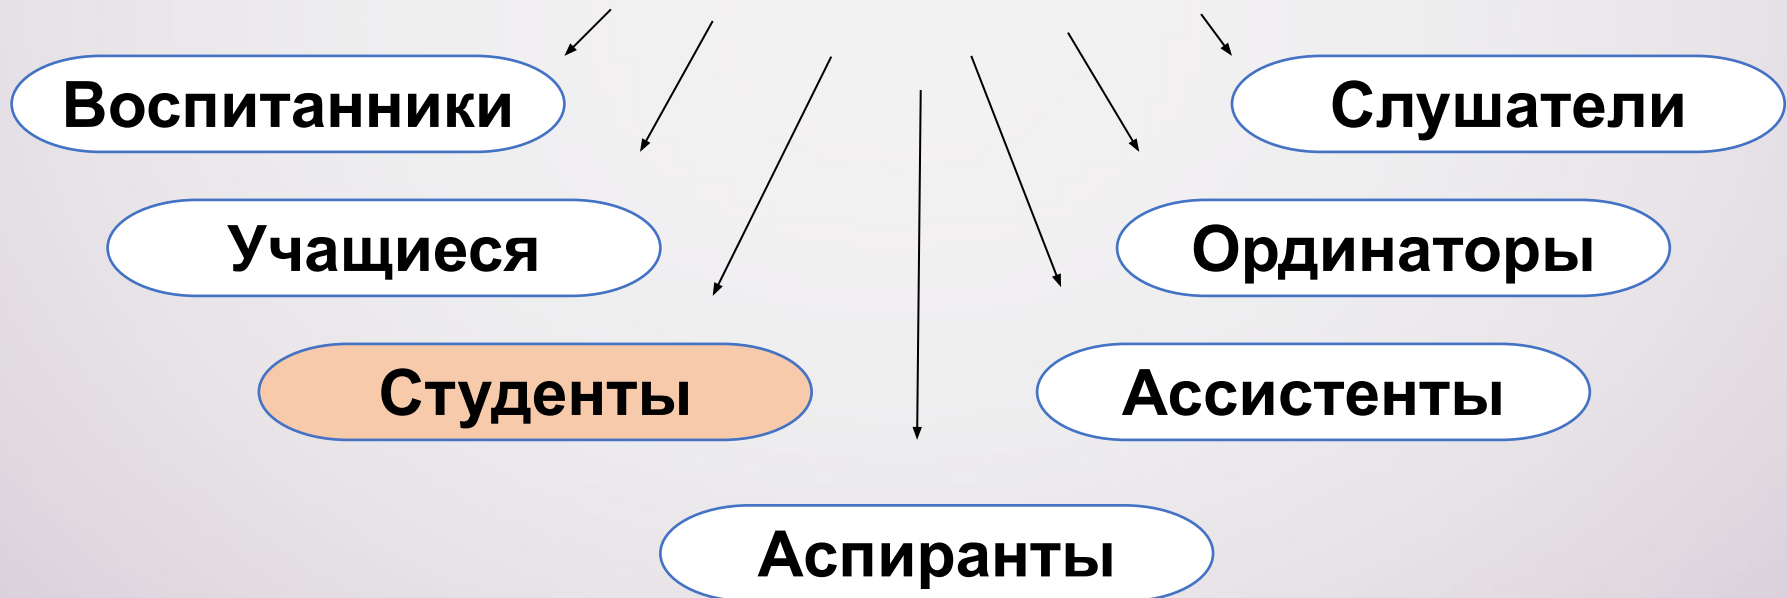 Воспитанники
Слушатели
Учащиеся
Ординаторы
Студенты
Ассистенты
Аспиранты